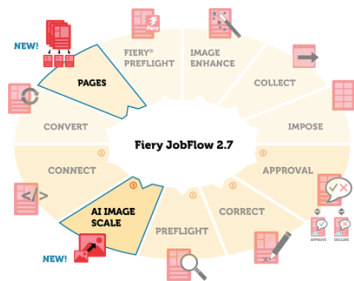 NEW!
FIERY®
PREFLIGHT
fiery
IMAGE
ENHANCE
PAGES
COLLECT
CONVERT
IMPOSE
Fiery JobFlow 2.7
CONNECT
APPROVAL
</>
AI IMAGE
SCALE
PREFLIGHT
CORRECT
APPROVE
DECLINE
NEW!